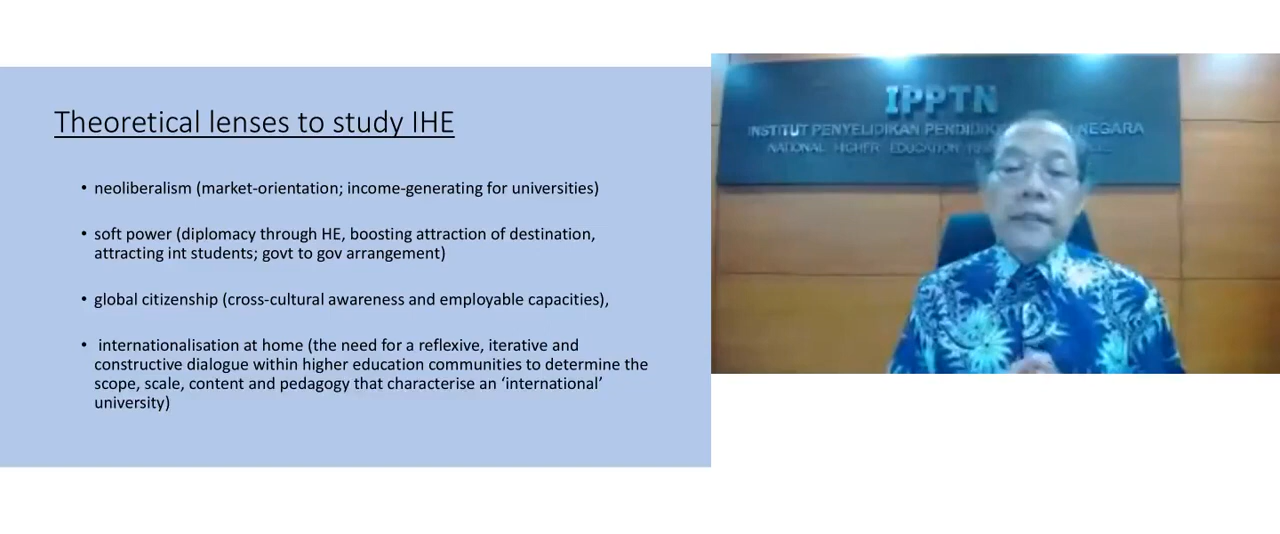 Theoretical lenses to study IHE
• neoliberalism (market-orientation; income-generating for universities)
• soft power (diplomacy through HE, boosting attraction of destination,
attracting int students; govt to gov arrangement)
• global citizenship (cross-cultural awareness and employable capacities),
• internationalisation at home (the need for a reflexive, iterative and
constructive dialogue within higher education communities to determine the
scope, scale, content and pedagogy that characterise an ‘international’
university)
IPPTN
INSTITUT PENYELIDIKAN NEGARA
NATIONAL HIGHER EDUCATION